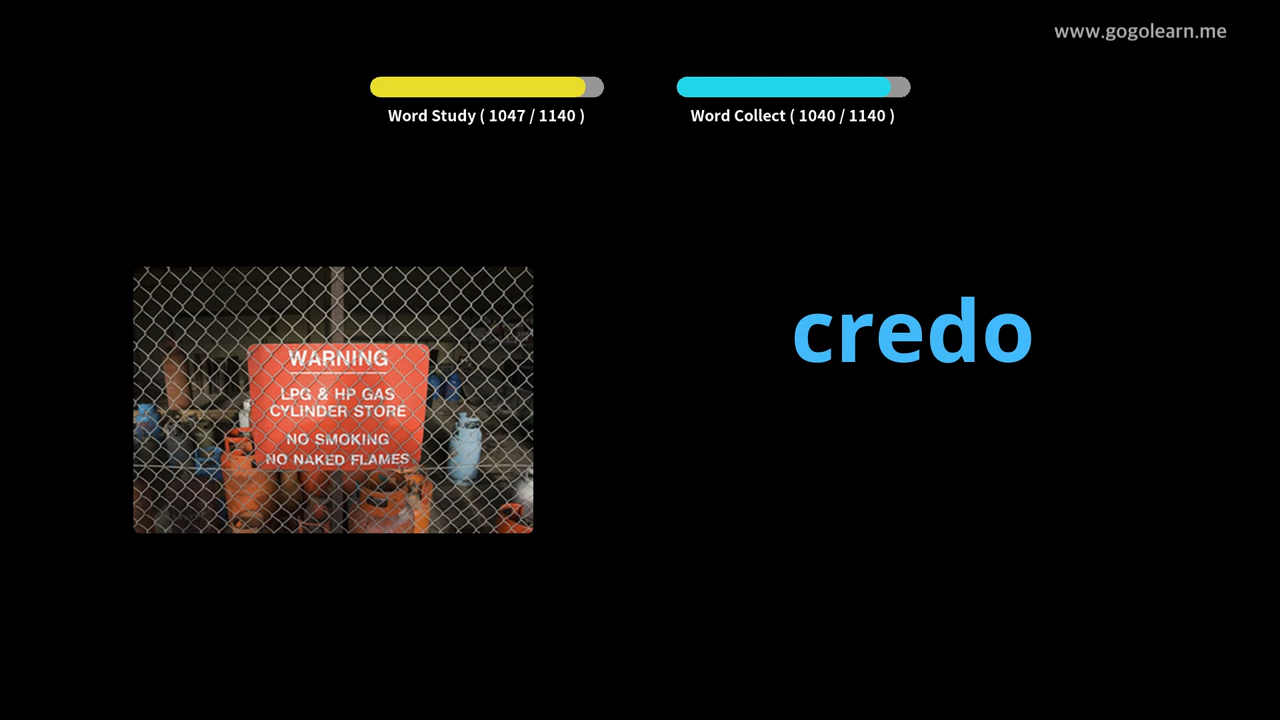 www.gogolearn.me
Word Study ( 1047 / 1140 )
Word Collect ( 1040 / 1140 )
WARNING
LPG & HP GAS
CYLINDER STORE
NO SMOKING
NO NAKED FLAMES
credo